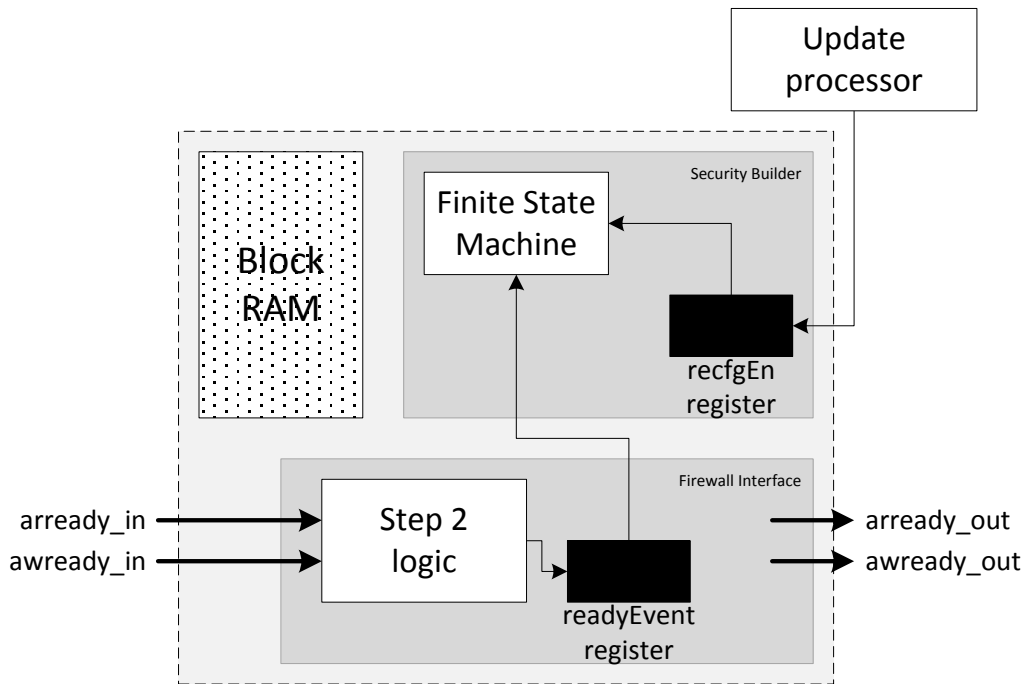 Update
processor
Security Builder
Finite State
Machine
Block
RAM
recfgEn
register
Firewall Interface
arready_in
awready_in
Step 2
logic
readyEvent
register
arready_out
awready_out